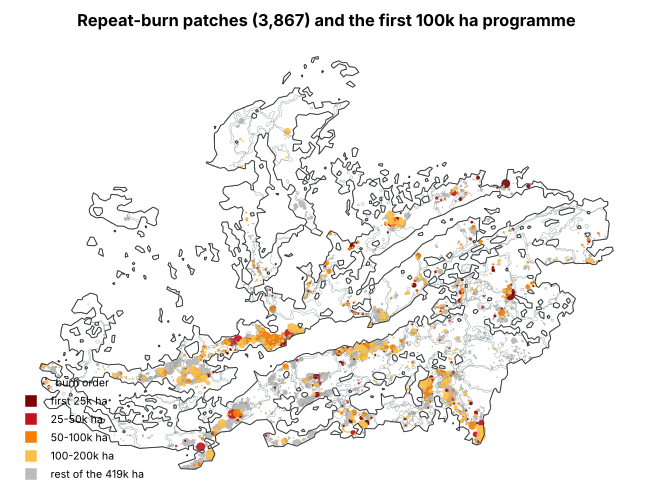 Repeat-burn patches (3,867) and the first 100k ha programme
burn order
first 25k ha
25-50k ha
50-100k ha
100-200k ha
rest of the 419k ha